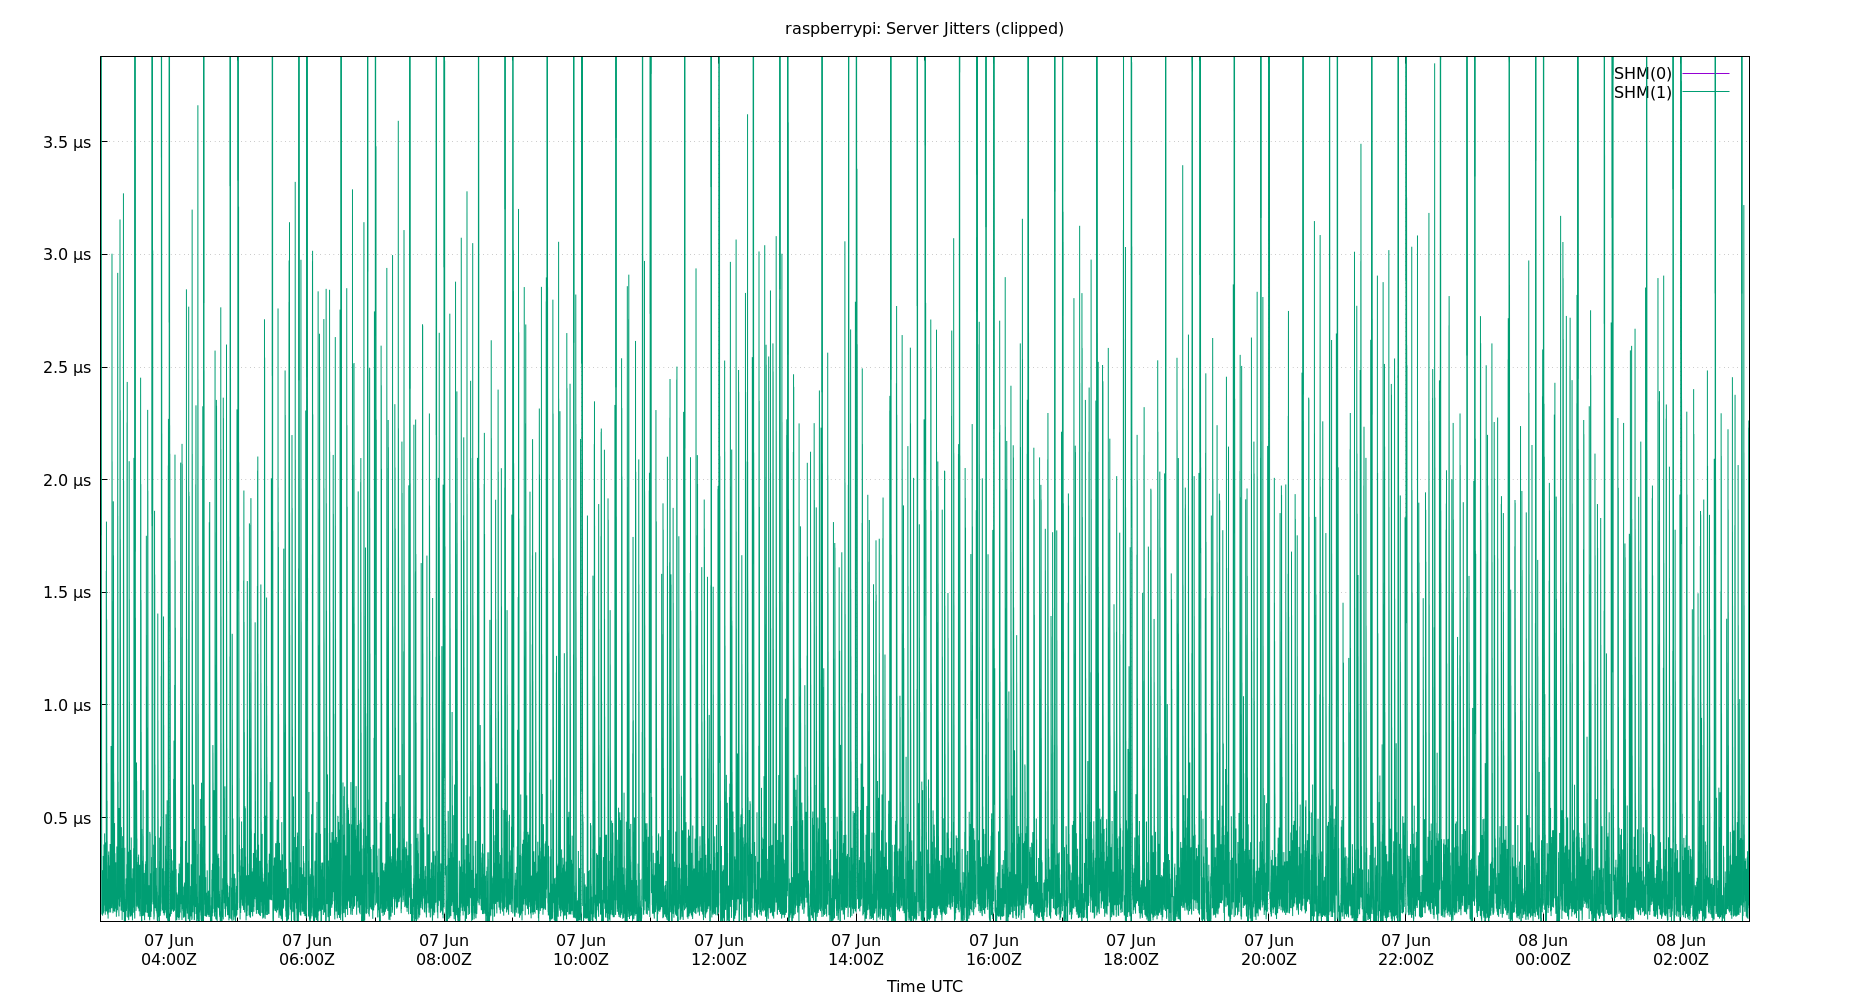 raspberrypi: Server Jitters (clipped)
SHM(0)
SHM(1)
3.5 µs
3.0 µs
2.5 µs
2.0 µs
1.5 µs
1.0 µs
0.5 µs
07 Jun 07 Jun 07 Jun 07 Jun 07 Jun 07 Jun 07 Jun 07 Jun 07 Jun 07 Jun 08 Jun 08 Jun
04:00Z 06:00Z 08:00Z 10:00Z 12:00Z 14:00Z 16:00Z 18:00Z 20:00Z 22:00Z 00:00Z 02:00Z
Time UTC